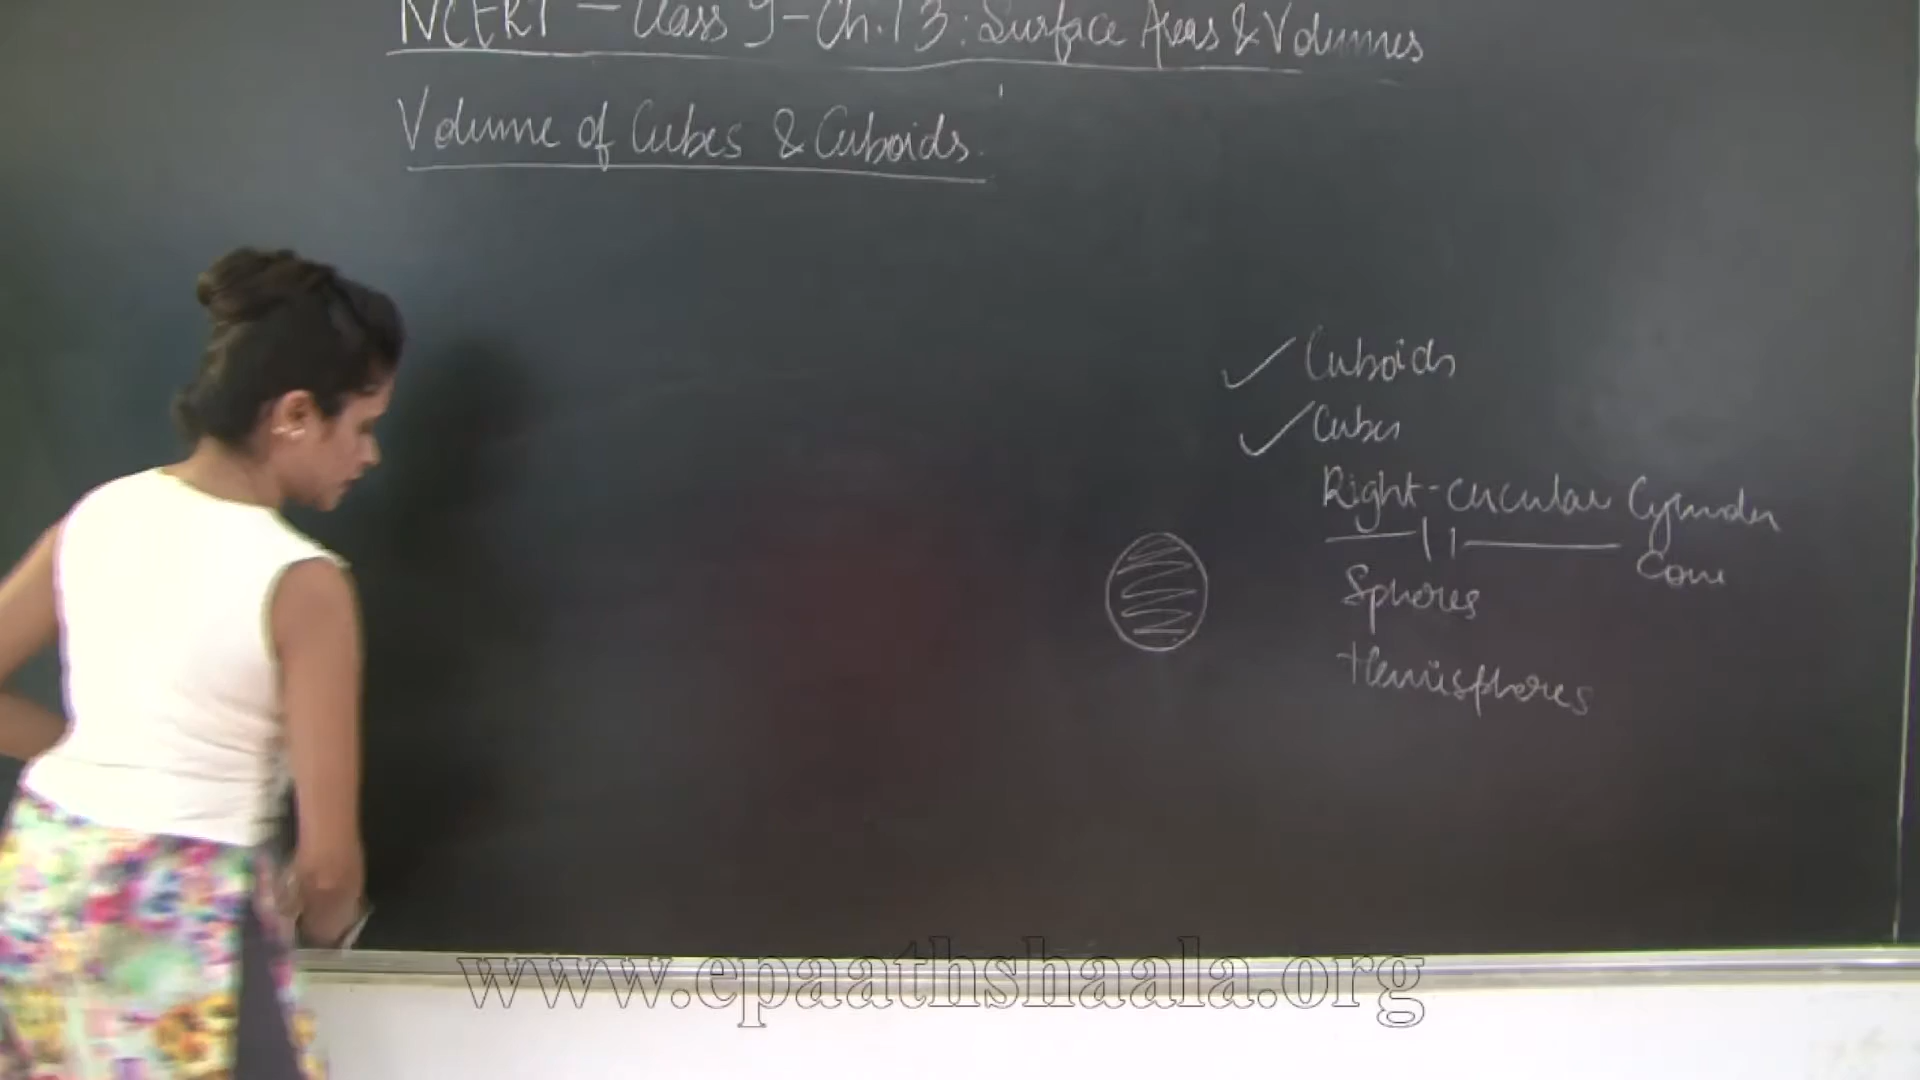 NCERT - Class 9 - Ch.13: Surface Areas & Volumes
Volume of Cubes & Cuboids.
✓ Cuboids
✓ Cubes
Right-circular Cylinder
Cone
Spheres
Hemispheres
www.epaathshaala.org